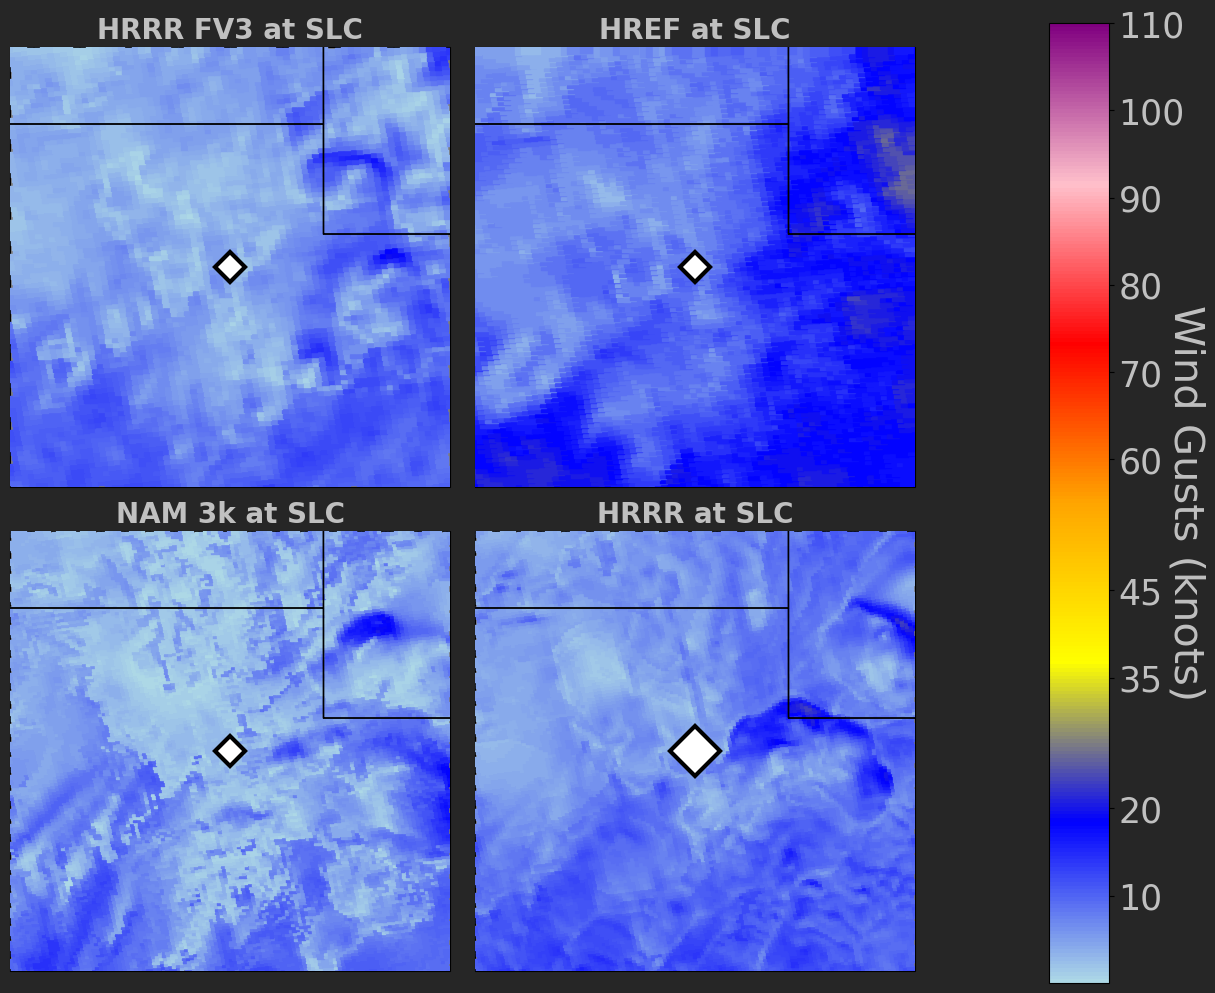 HRRR FV3 at SLC
HREF at SLC
NAM 3k at SLC
HRRR at SLC
110
100
90
80
70
60
45
35
20
10
Wind Gusts (knots)